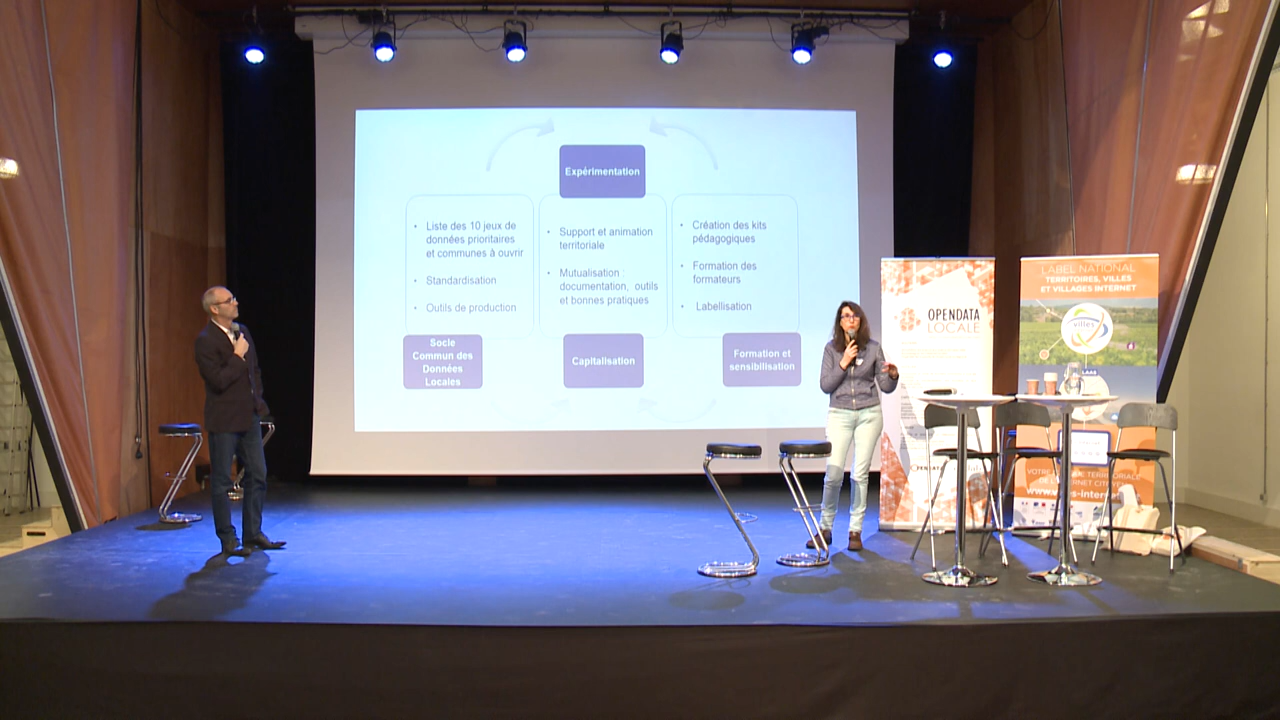 Expérimentation
• Liste des 10 jeux de
données prioritaires
et communes à ouvrir
• Standardisation
• Outils de production
• Support et animation
territoriale
• Mutualisation :
documentation, outils
et bonnes pratiques
• Création des kits
pédagogiques
• Formation des
formateurs
• Labellisation
Socle
Commun des
Données
Locales
Capitalisation
Formation et
sensibilisation
OPENDATA
LOCALE
LABEL NATIONAL
TERRITOIRES, VILLES
ET VILLAGES INTERNET
villes